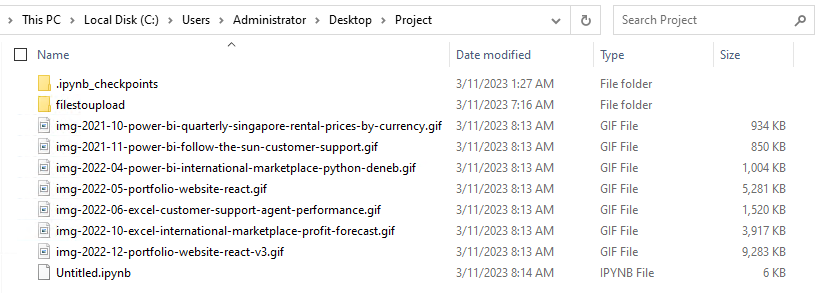 This PC > Local Disk (C:) > Users > Administrator > Desktop > Project Search Project
Name Date modified Type Size
.ipynb_checkpoints 3/11/2023 1:27 AM File folder
filestoupload 3/11/2023 7:16 AM File folder
img-2021-10-power-bi-quarterly-singapore-rental-prices-by-currency.gif 3/11/2023 8:13 AM GIF File 934 KB
img-2021-11-power-bi-follow-the-sun-customer-support.gif 3/11/2023 8:13 AM GIF File 850 KB
img-2022-04-power-bi-international-marketplace-python-deneb.gif 3/11/2023 8:13 AM GIF File 1,004 KB
img-2022-05-portfolio-website-react.gif 3/11/2023 8:13 AM GIF File 5,281 KB
img-2022-06-excel-customer-support-agent-performance.gif 3/11/2023 8:13 AM GIF File 1,520 KB
img-2022-10-excel-international-marketplace-profit-forecast.gif 3/11/2023 8:13 AM GIF File 3,917 KB
img-2022-12-portfolio-website-react-v3.gif 3/11/2023 8:13 AM GIF File 9,283 KB
Untitled.ipynb 3/11/2023 8:14 AM IPYNB File 6 KB